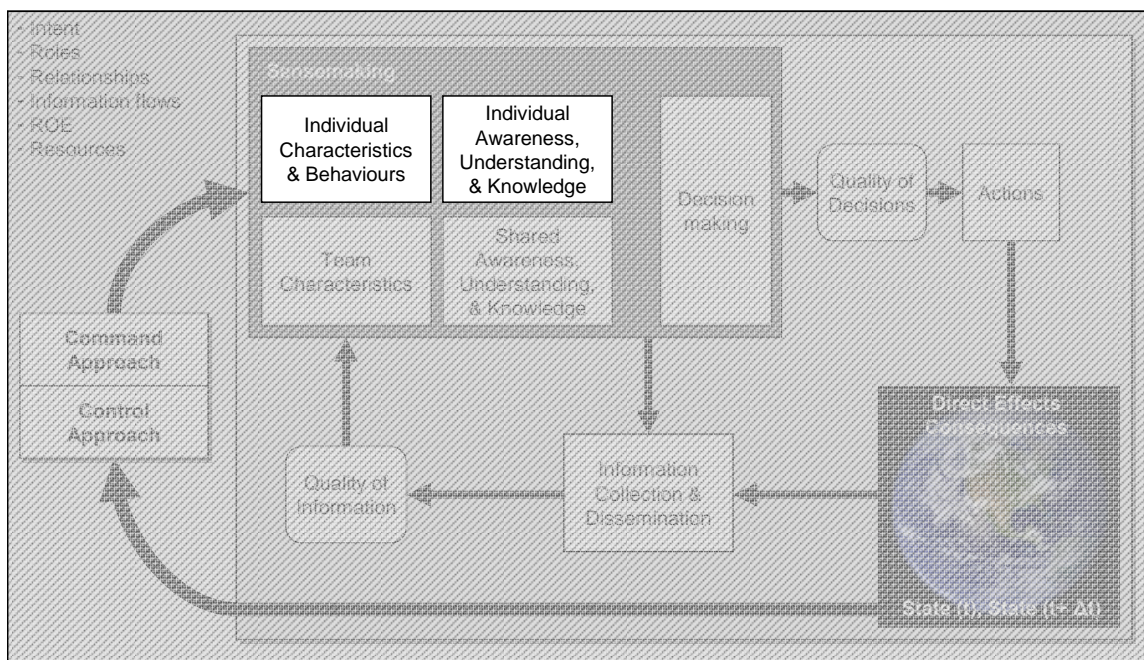 - Intent
- Roles
- Relationships
- Information flows
- ROE
- Resources
Sensemaking
Individual
Characteristics
& Behaviours
Individual
Awareness,
Understanding,
& Knowledge
Team
Characteristics
Shared
Awareness,
Understanding,
& Knowledge
Decision
making
Quality of
Decisions
Actions
Command
Approach
Control
Approach
Quality of
Information
Information
Collection &
Dissemination
Direct Effects
Consequences
State (t), State (t+ Δt)